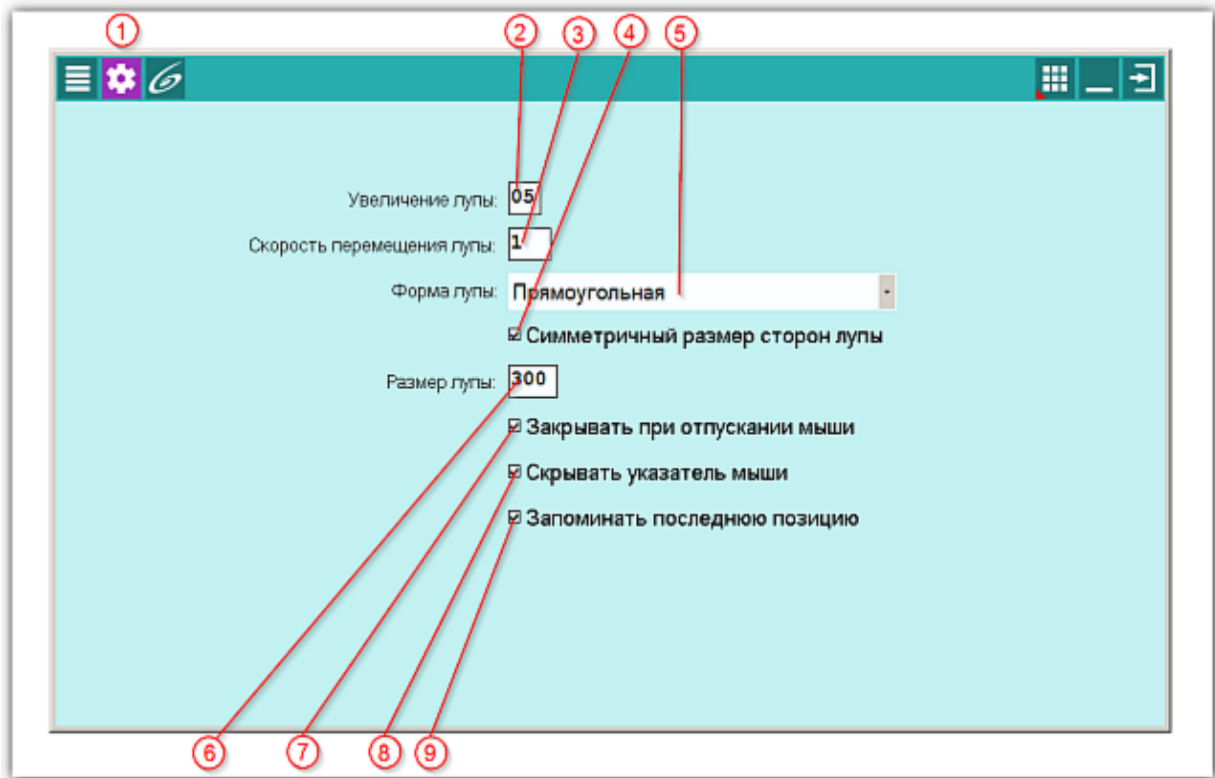 1 2 3 4 5
Увеличение лупы: 05
Скорость перемещения лупы: 1
Форма лупы: Прямоугольная
Симметричный размер сторон лупы
Размер лупы: 300
Закрывать при отпускании мыши
Скрывать указатель мыши
Запоминать последнюю позицию
6 7 8 9